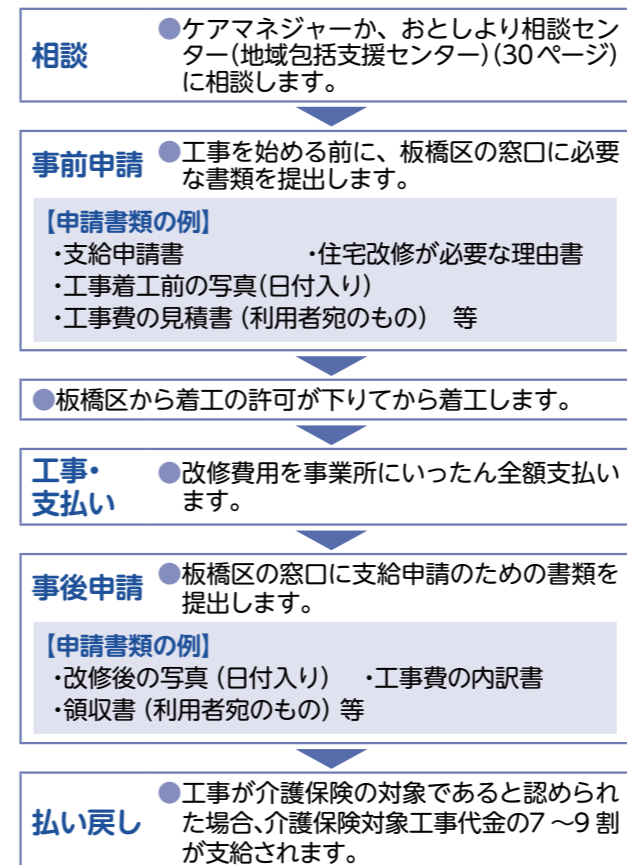 相談
●ケアマネジャーか、おとしより相談セン
ター(地域包括支援センター)(30ページ)
に相談します。
事前申請
●工事を始める前に、板橋区の窓口に必要
な書類を提出します。
【申請書類の例】
・支給申請書　・住宅改修が必要な理由書
・工事着工前の写真(日付入り)
・工事費の見積書（利用者宛のもの）　等
●板橋区から着工の許可が下りてから着工します。
工事・
支払い
●改修費用を事業所にいったん全額支払い
ます。
事後申請
●板橋区の窓口に支給申請のための書類を
提出します。
【申請書類の例】
・改修後の写真（日付入り）　・工事費の内訳書
・領収書（利用者宛のもの）等
払い戻し
●工事が介護保険の対象であると認められ
た場合、介護保険対象工事代金の7～9割
が支給されます。